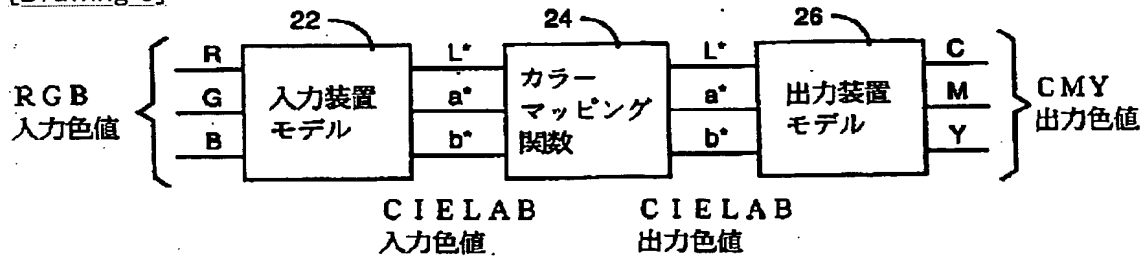 22
24
26
RGB
入力色値
R
G
B
入力装置
モデル
L*
a*
b*
カラー
マッピング
関数
L*
a*
b*
出力装置
モデル
C
M
Y
CMY
出力色値
CIELAB
入力色値
CIELAB
出力色値